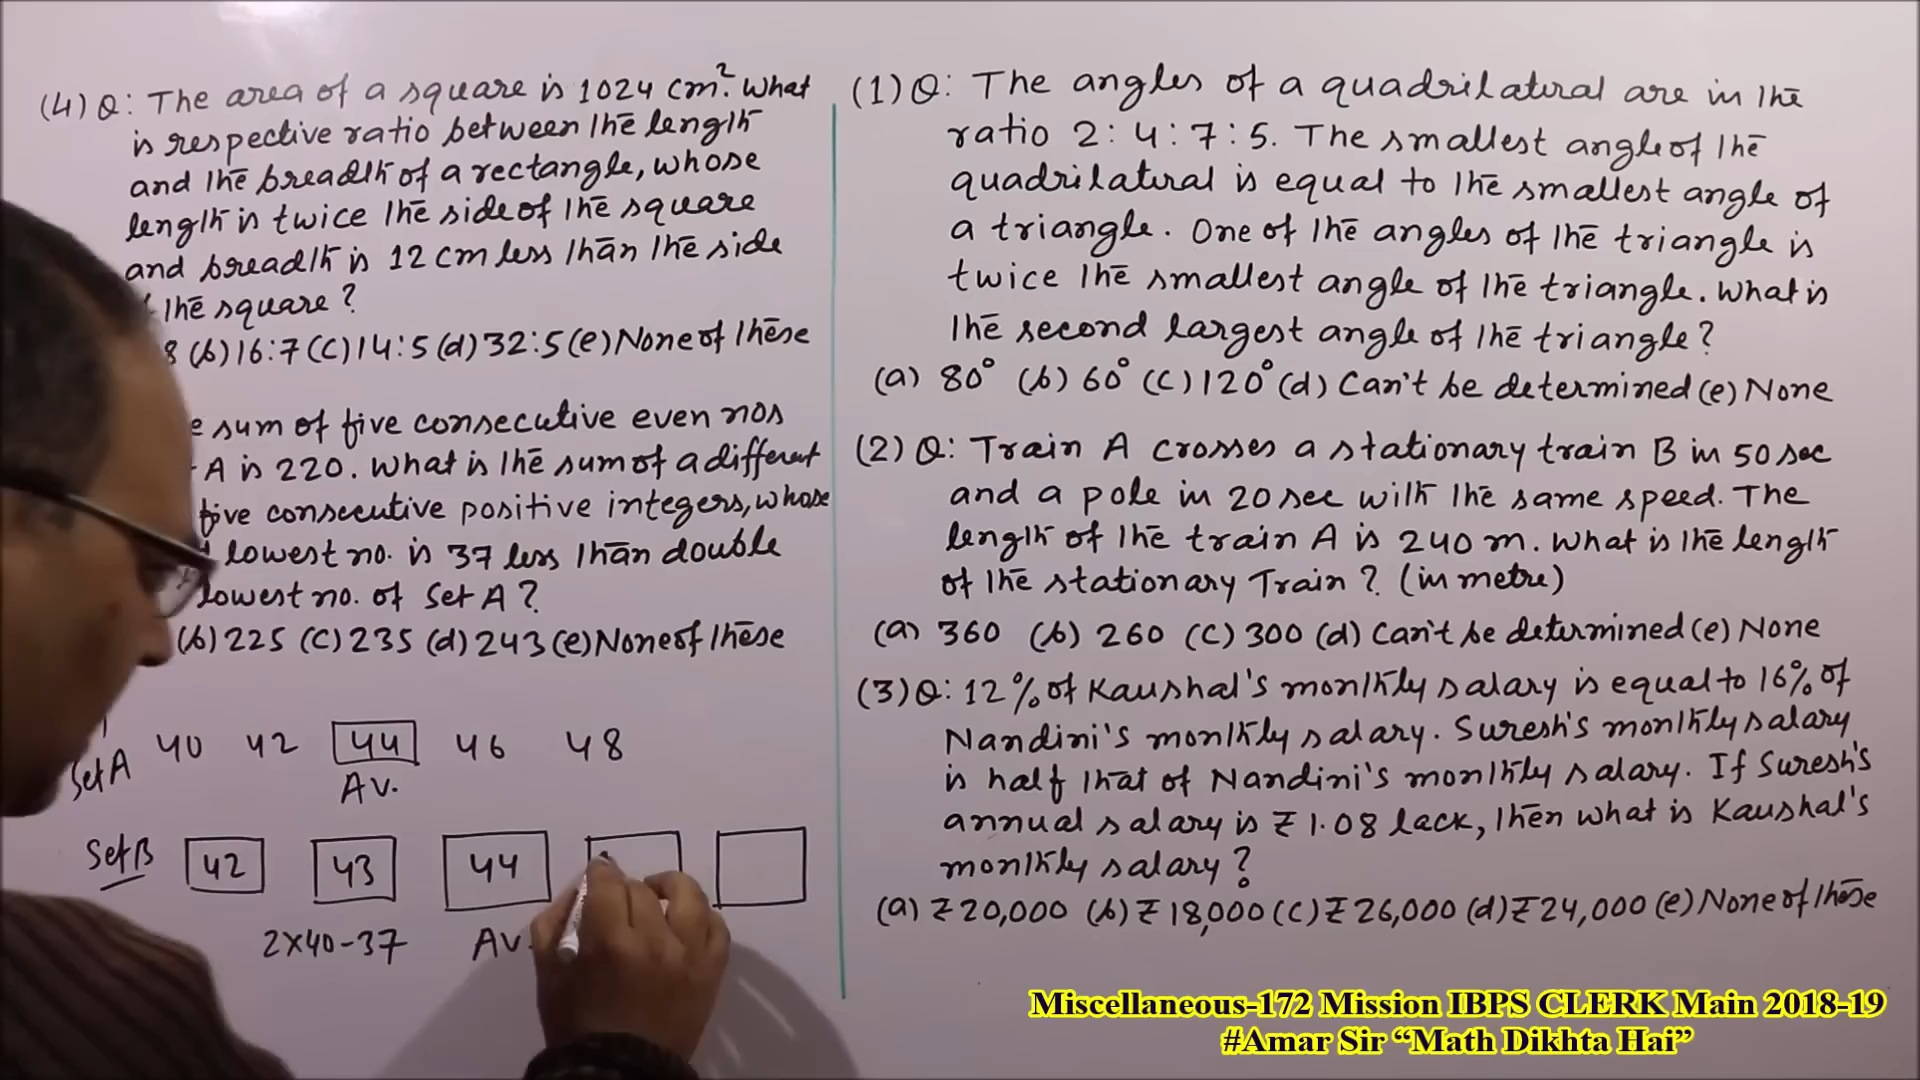 (4) Q: The area of a square is 1024 cm². What
is respective ratio between the length
and the breadth of a rectangle, whose
length is twice the side of the square
and breadth is 12 cm less than the side
the square?
8 (b) 16:7 (c) 14:5 (d) 32:5 (e) None of these
e sum of five consecutive even nos
A is 220. What is the sum of a different
five consecutive positive integers, whose
lowest no. is 37 less than double
lowest no. of Set A?
(b) 225 (c) 235 (d) 243 (e) None of these
Set A 40 42 44 46 48
AV.
Set B 42 43 44
2×40-37 AV.
(1) Q: The angles of a quadrilateral are in the
ratio 2:4:7:5. The smallest angle of the
quadrilateral is equal to the smallest angle of
a triangle. One of the angles of the triangle is
twice the smallest angle of the triangle. What is
the second largest angle of the triangle?
(a) 80° (b) 60° (c) 120° (d) Can't be determined (e) None
(2) Q: Train A crosses a stationary train B in 50 sec
and a pole in 20 sec with the same speed. The
length of the train A is 240 m. What is the length
of the stationary Train? (in metre)
(a) 360 (b) 260 (c) 300 (d) Can't be determined (e) None
(3) Q: 12% of Kaushal's monthly salary is equal to 16% of
Nandini's monthly salary. Suresh's monthly salary
is half that of Nandini's monthly salary. If Suresh's
annual salary is ₹ 1.08 lack, then what is Kaushal's
monthly salary?
(a) ₹ 20,000 (b) ₹ 18,000 (c) ₹ 26,000 (d) ₹ 24,000 (e) None of these
Miscellaneous-172 Mission IBPS CLERK Main 2018-19
#Amar Sir “Math Dikhta Hai”